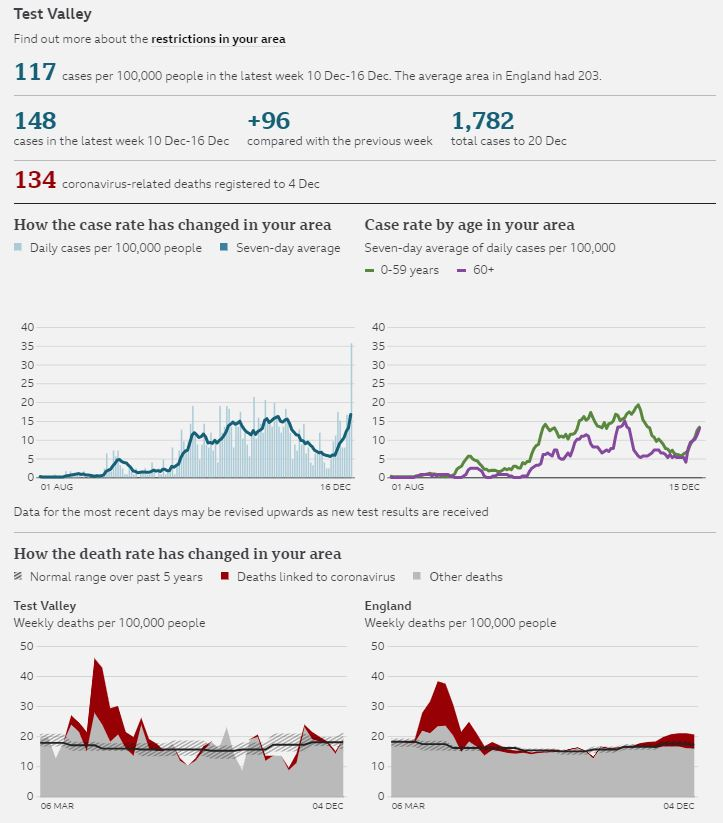 Test Valley
Find out more about the restrictions in your area
117 cases per 100,000 people in the latest week 10 Dec-16 Dec. The average area in England had 203.
148 +96 1,782
cases in the latest week 10 Dec-16 Dec compared with the previous week total cases to 20 Dec
134 coronavirus-related deaths registered to 4 Dec
How the case rate has changed in your area
Daily cases per 100,000 people Seven-day average
40
35
30
25
20
15
10
5
0
01 AUG 16 DEC
Case rate by age in your area
Seven-day average of daily cases per 100,000
0-59 years 60+
40
35
30
25
20
15
10
5
0
01 AUG 15 DEC
Data for the most recent days may be revised upwards as new test results are received
How the death rate has changed in your area
Normal range over past 5 years Deaths linked to coronavirus Other deaths
Test Valley
Weekly deaths per 100,000 people
50
40
30
20
10
0
06 MAR 04 DEC
England
Weekly deaths per 100,000 people
50
40
30
20
10
0
06 MAR 04 DEC